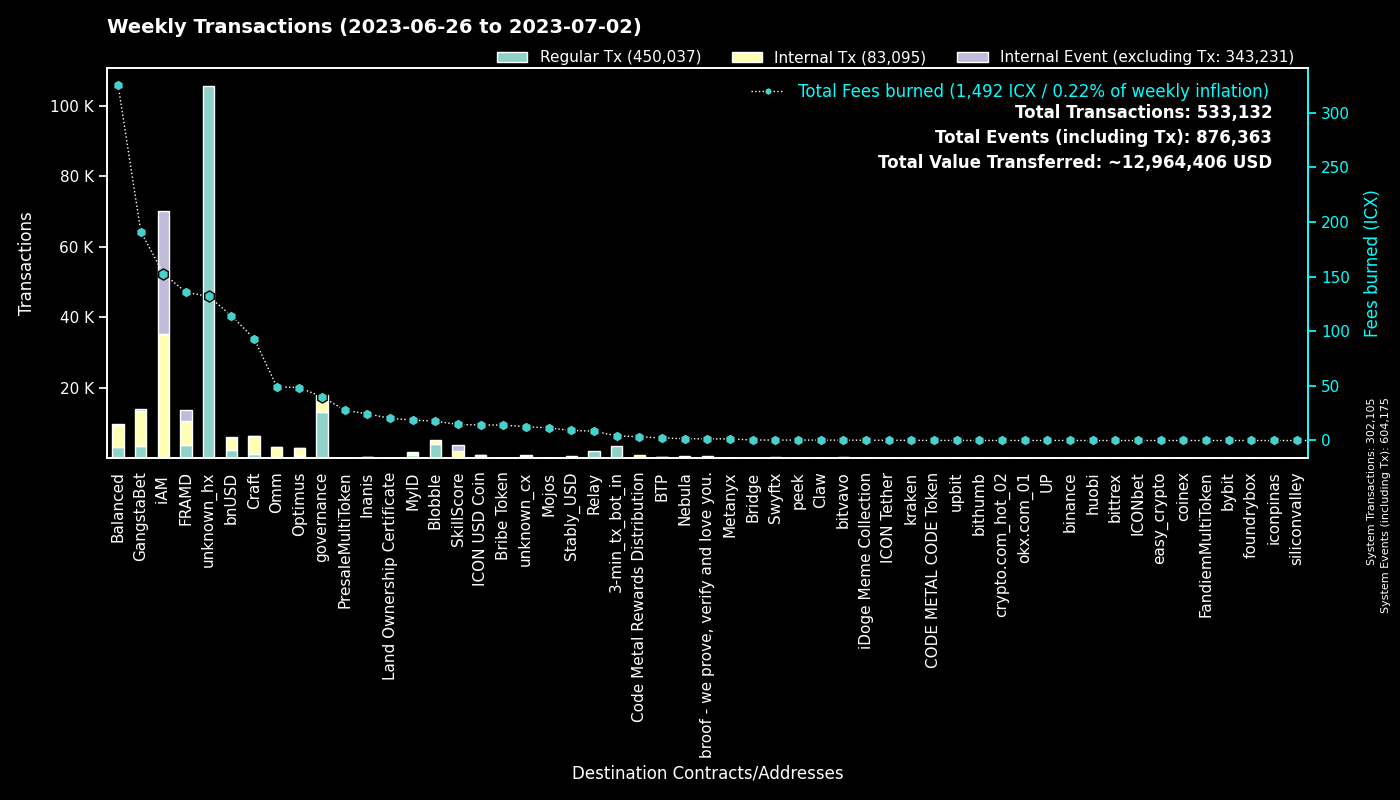 Weekly Transactions (2023-06-26 to 2023-07-02)
Regular Tx (450,037)
Internal Tx (83,095)
Internal Event (excluding Tx: 343,231)
Total Fees burned (1,492 ICX / 0.22% of weekly inflation)
Total Transactions: 533,132
Total Events (including Tx): 876,363
Total Value Transferred: ~12,964,406 USD
Transactions
100 K
80 K
60 K
40 K
20 K
300
250
200
150
100
50
0
Fees burned (ICX)
System Transactions: 302,105
System Events (including Tx): 604,175
Balanced
GangstaBet
iAM
FRAMD
unknown_hx
bnUSD
Craft
Omm
Optimus
governance
PresaleMultiToken
Inanis
Land Ownership Certificate
MyID
Blobble
SkillScore
ICON USD Coin
Bribe Token
unknown_cx
Mojos
Stably_USD
Relay
3-min_tx_bot_in
Code Metal Rewards Distribution
BTP
Nebula
broof - we prove, verify and love you.
Metanyx
Bridge
Swyftx
peek
Claw
bitvavo
iDoge Meme Collection
ICON Tether
kraken
CODE METAL CODE Token
upbit
bithumb
crypto.com_hot_02
okx.com_01
UP
binance
huobi
bittrex
ICONbet
easy_crypto
coinex
FandiemMultiToken
bybit
foundrybox
iconpinas
siliconvalley
Destination Contracts/Addresses